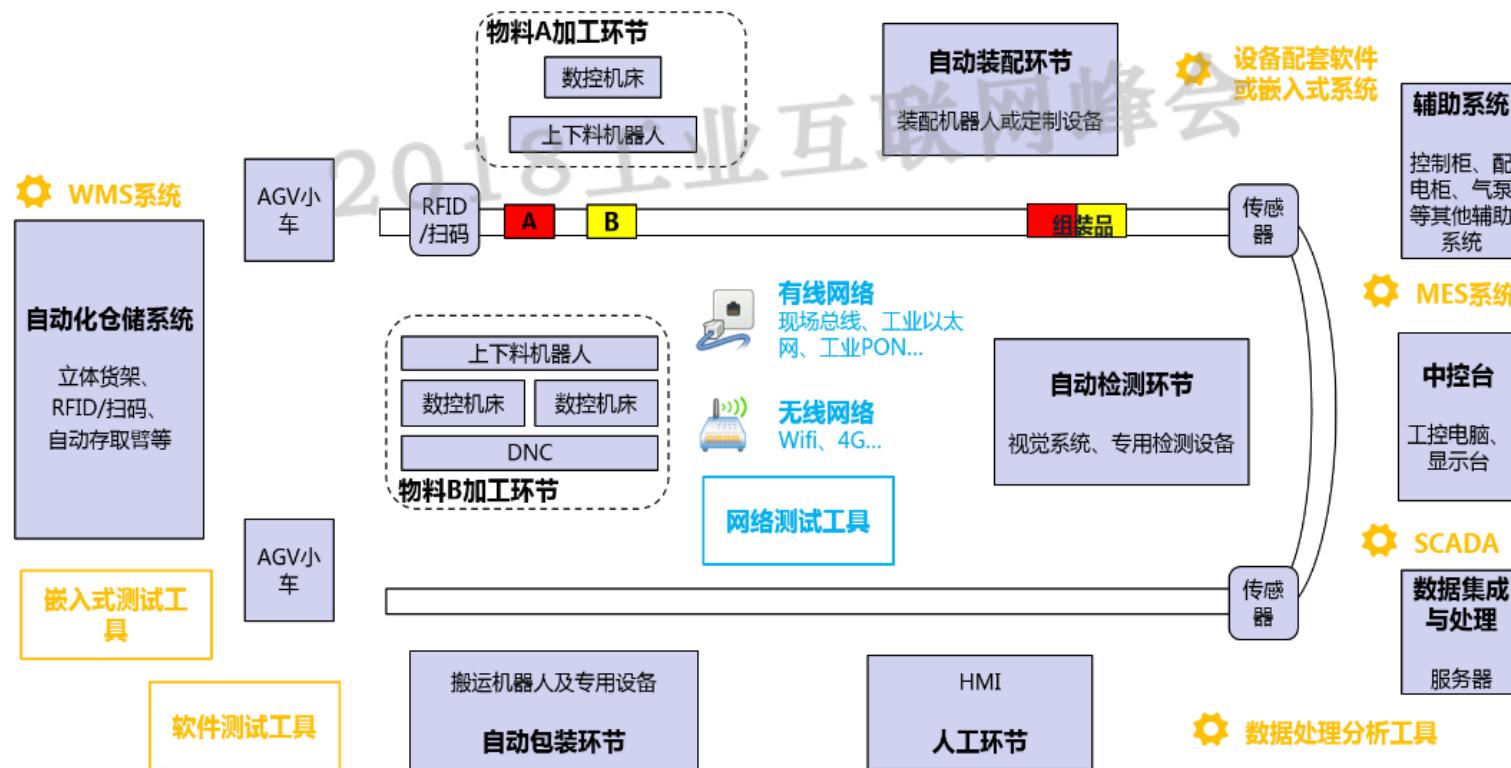 物料A加工环节
数控机床
上下料机器人
自动装配环节
装配机器人或定制设备
设备配套软件
或嵌入式系统
辅助系统
控制柜、配
电柜、气泵
等其他辅助
系统
2018工业互联网峰会
WMS系统
AGV小
车
RFID
/扫码
A
B
组装品
传感
器
自动化仓储系统
立体货架、
RFID/扫码、
自动存取臂等
上下料机器人
数控机床
数控机床
DNC
物料B加工环节
有线网络
现场总线、工业以太
网、工业PON...
无线网络
Wifi、4G...
网络测试工具
自动检测环节
视觉系统、专用检测设备
MES系统
中控台
工控电脑、
显示台
SCADA
数据集成
与处理
服务器
AGV小
车
传感
器
嵌入式测试工
具
软件测试工具
搬运机器人及专用设备
自动包装环节
HMI
人工环节
数据处理分析工具